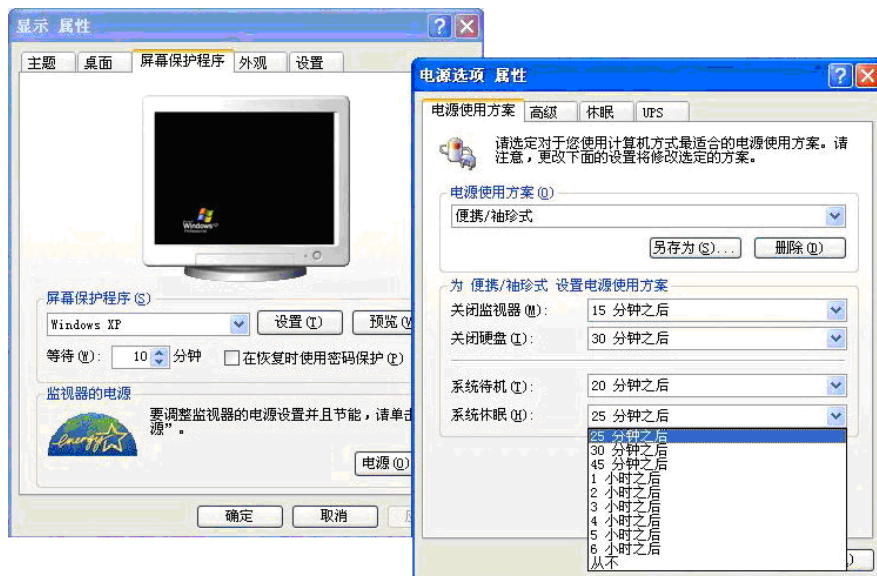 显示 属性
主题 桌面 屏幕保护程序 外观 设置
Windows
屏幕保护程序(S)
Windows XP 设置(T) 预览(V
等待(W): 10 分钟 在恢复时使用密码保护(P)
监视器的电源
energy
要调整监视器的电源设置并且节能，请单击
源”。
电源(O)
确定 取消
电源选项 属性
电源使用方案 高级 休眠 UPS
请选定对于您使用计算机方式最适合的电源使用方案。请
注意，更改下面的设置将修改选定的方案。
电源使用方案(O)
便携/袖珍式
另存为(S)... 删除(D)
为 便携/袖珍式 设置电源使用方案
关闭监视器(M): 15 分钟之后
关闭硬盘(I): 30 分钟之后
系统待机(T): 20 分钟之后
系统休眠(H): 25 分钟之后
25 分钟之后
30 分钟之后
45 分钟之后
1 小时之后
2 小时之后
3 小时之后
4 小时之后
5 小时之后
6 小时之后
从不